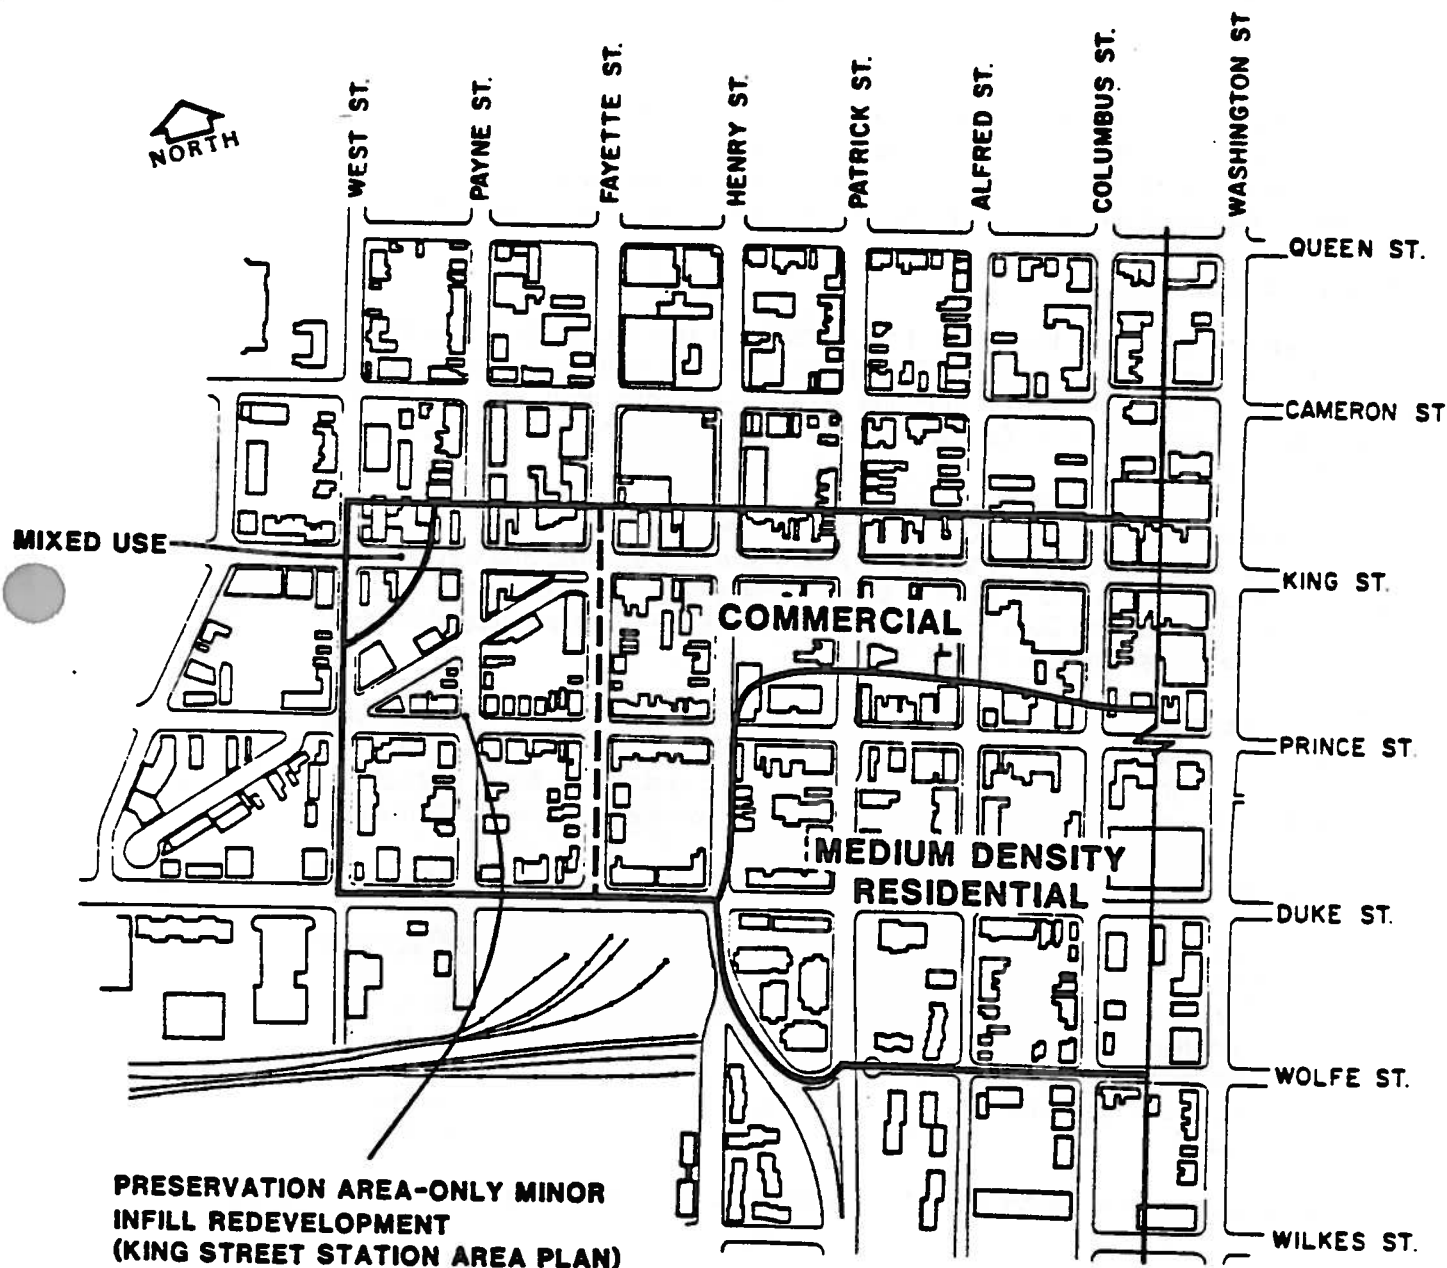 WEST ST.
PAYNE ST.
FAYETTE ST.
HENRY ST.
PATRICK ST.
ALFRED ST.
COLUMBUS ST.
WASHINGTON ST
NORTH
QUEEN ST.
CAMERON ST
MIXED USE
KING ST.
COMMERCIAL
PRINCE ST.
MEDIUM DENSITY
RESIDENTIAL
DUKE ST.
WOLFE ST.
PRESERVATION AREA-ONLY MINOR
INFILL REDEVELOPMENT
(KING STREET STATION AREA PLAN)
WILKES ST.